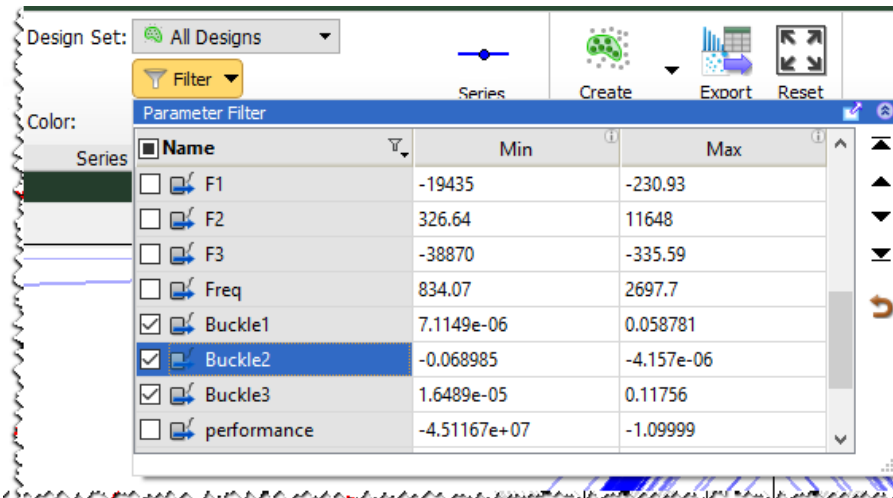 Design Set: All Designs
Filter
Series Create Export Reset
Color:
Parameter Filter
Series
Name Min Max
F1 -19435 -230.93
F2 326.64 11648
F3 -38870 -335.59
Freq 834.07 2697.7
Buckle1 7.1149e-06 0.058781
Buckle2 -0.068985 -4.157e-06
Buckle3 1.6489e-05 0.11756
performance -4.51167e+07 -1.09999